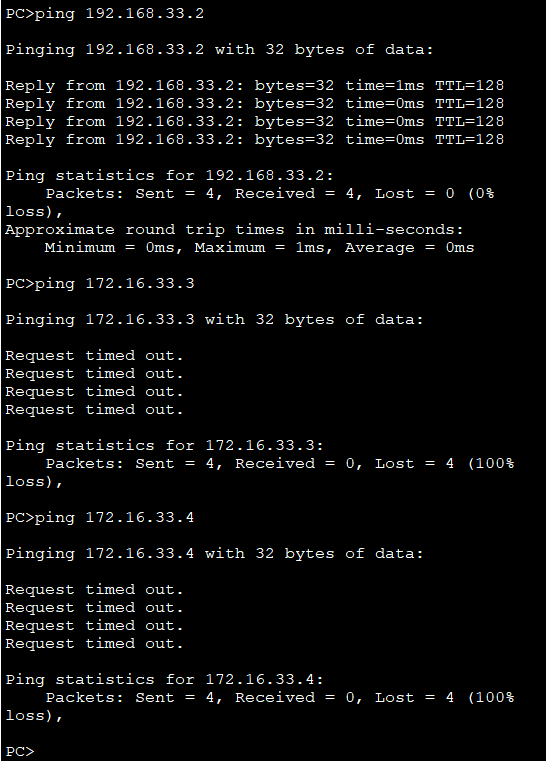 PC>ping 192.168.33.2
Pinging 192.168.33.2 with 32 bytes of data:
Reply from 192.168.33.2: bytes=32 time=1ms TTL=128
Reply from 192.168.33.2: bytes=32 time=0ms TTL=128
Reply from 192.168.33.2: bytes=32 time=0ms TTL=128
Reply from 192.168.33.2: bytes=32 time=0ms TTL=128
Ping statistics for 192.168.33.2:
    Packets: Sent = 4, Received = 4, Lost = 0 (0%
loss),
Approximate round trip times in milli-seconds:
    Minimum = 0ms, Maximum = 1ms, Average = 0ms
PC>ping 172.16.33.3
Pinging 172.16.33.3 with 32 bytes of data:
Request timed out.
Request timed out.
Request timed out.
Request timed out.
Ping statistics for 172.16.33.3:
    Packets: Sent = 4, Received = 0, Lost = 4 (100%
loss),
PC>ping 172.16.33.4
Pinging 172.16.33.4 with 32 bytes of data:
Request timed out.
Request timed out.
Request timed out.
Request timed out.
Ping statistics for 172.16.33.4:
    Packets: Sent = 4, Received = 0, Lost = 4 (100%
loss),
PC>